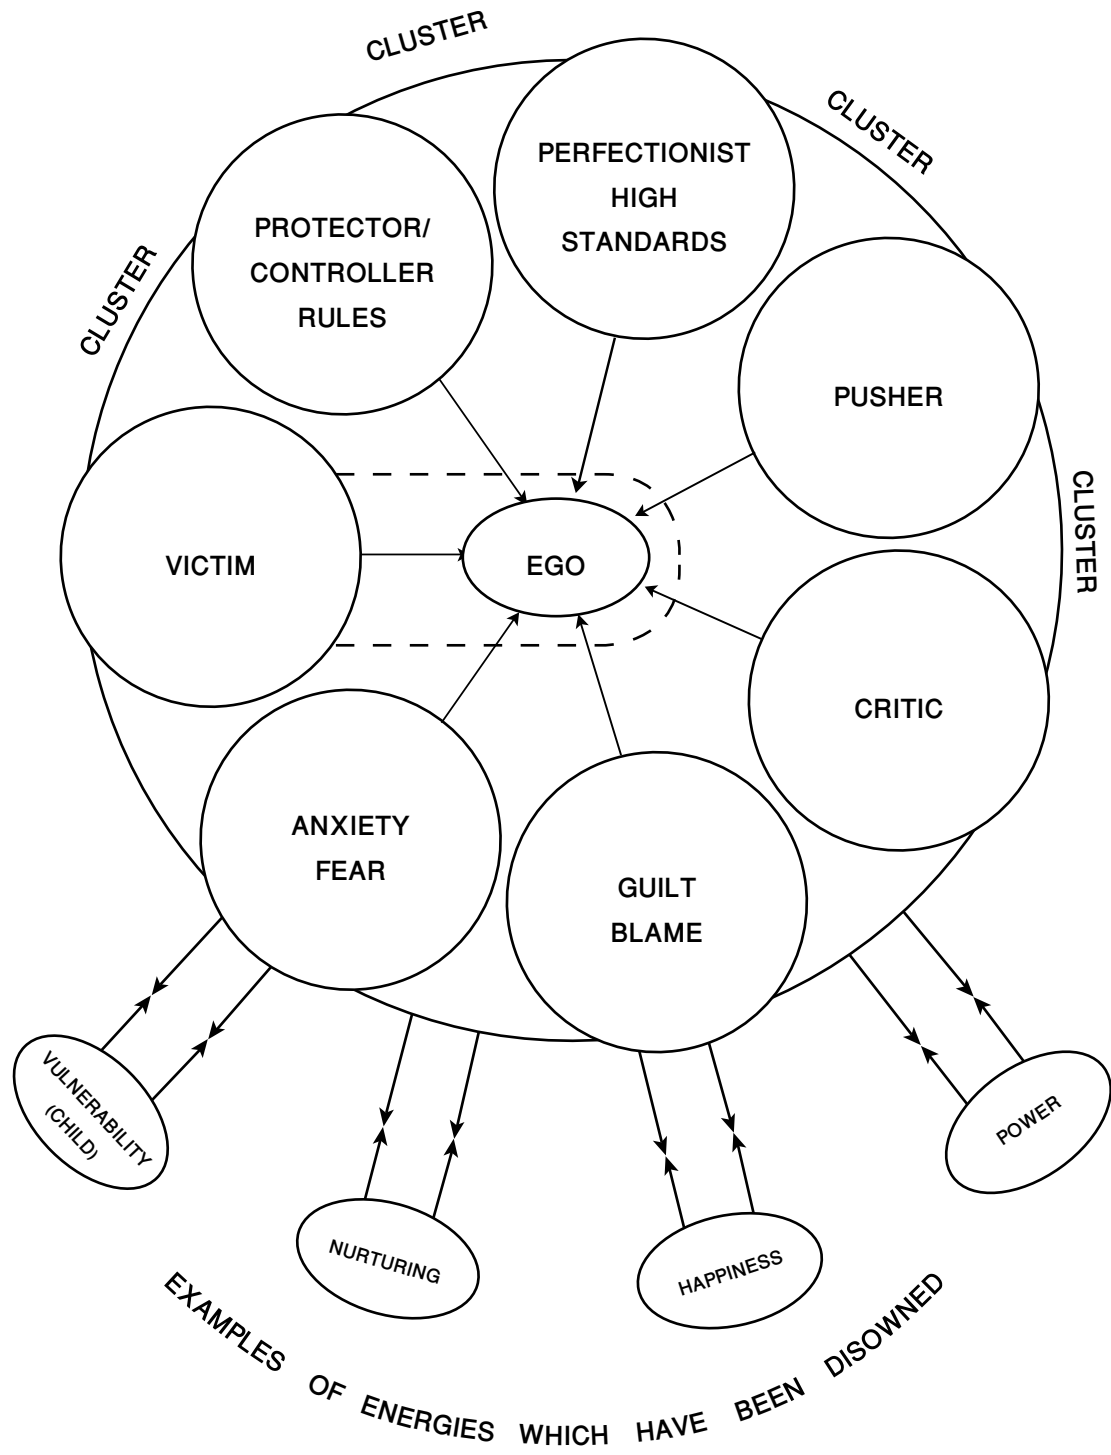 CLUSTER
CLUSTER
PERFECTIONIST
HIGH
STANDARDS
PROTECTOR/
CONTROLLER
RULES
CLUSTER
PUSHER
CLUSTER
VICTIM
EGO
CRITIC
ANXIETY
FEAR
GUILT
BLAME
VULNERABILITY
(CHILD)
NURTURING
HAPPINESS
POWER
EXAMPLES OF ENERGIES WHICH HAVE BEEN DISOWNED